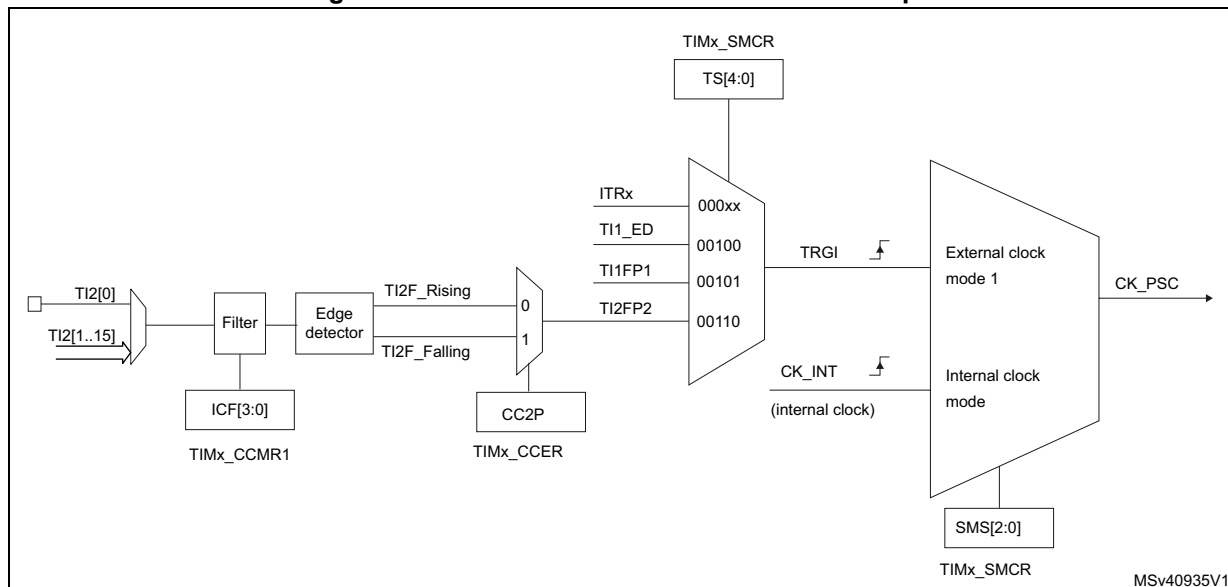 TIMx_SMCR
TS[4:0]
ITRx
000xx
TI1_ED
00100
TI1FP1
00101
TI2FP2
00110
TRGI
External clock
mode 1
CK_PSC
TI2[0]
TI2[1..15]
Filter
Edge
detector
TI2F_Rising
TI2F_Falling
0
1
ICF[3:0]
TIMx_CCMR1
CC2P
TIMx_CCER
CK_INT
(internal clock)
Internal clock
mode
SMS[2:0]
TIMx_SMCR
MSv40935V1